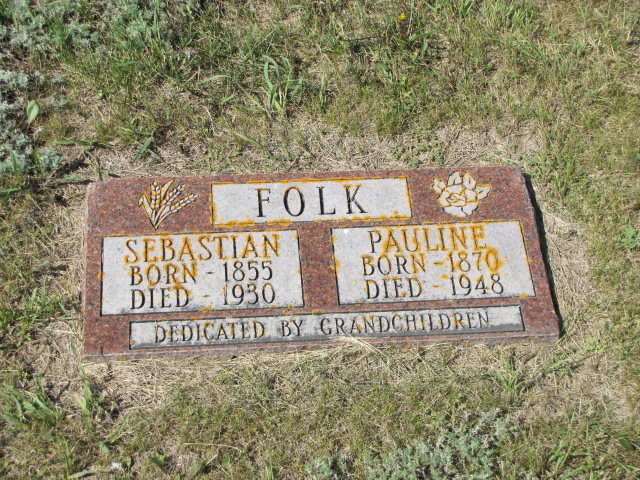 FOLK
SEBASTIAN
BORN - 1855
DIED - 1930
PAULINE
BORN - 1870
DIED - 1948
DEDICATED BY GRANDCHILDREN